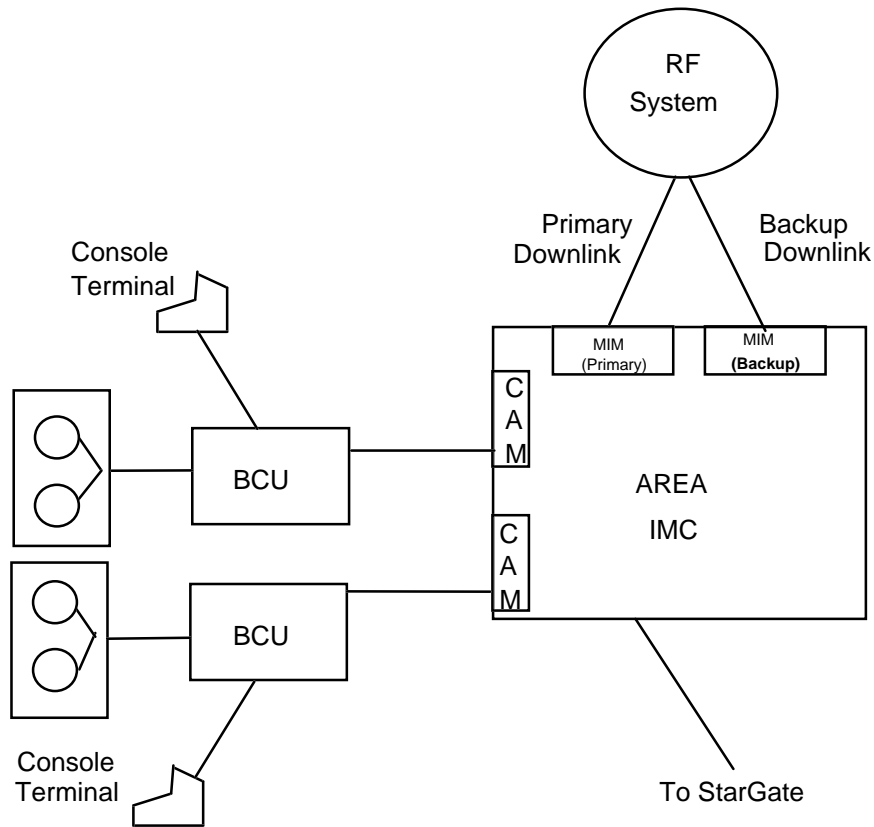 RF
System
Primary
Downlink
Backup
Downlink
Console
Terminal
MIM
(Primary)
MIM
(Backup)
C
A
M
BCU
AREA
IMC
C
A
M
BCU
Console
Terminal
To StarGate